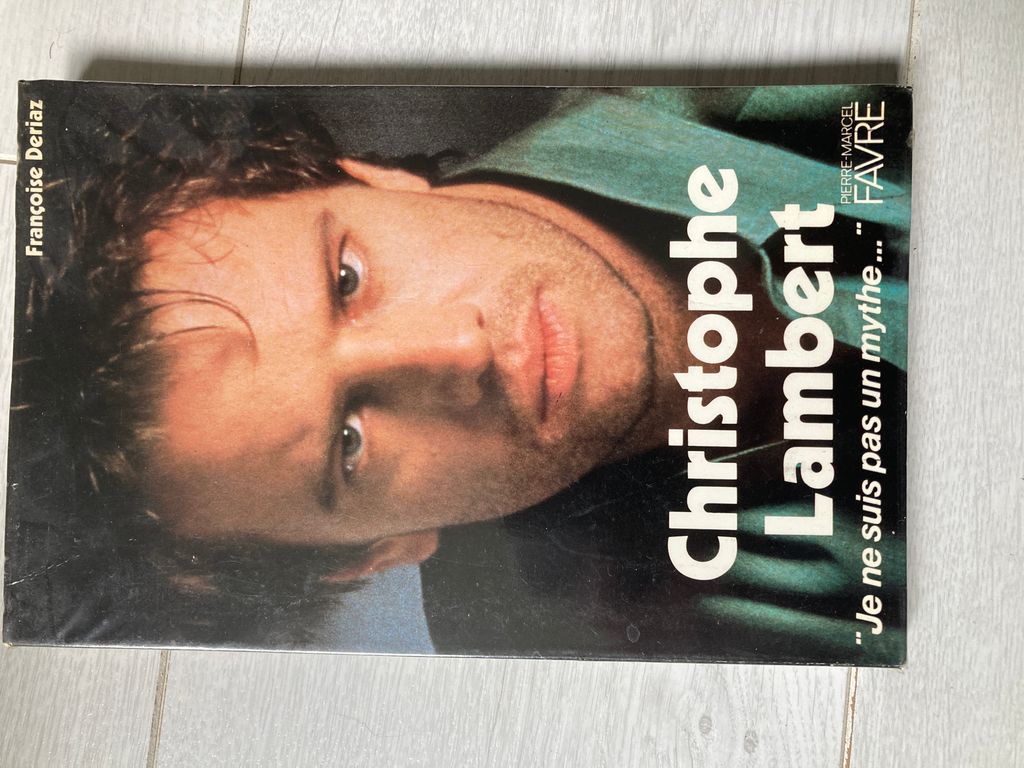 Françoise Deriaz
Christophe
Lambert
"Je ne suis pas un mythe..."
PIERRE-MARCEL
FAVRE